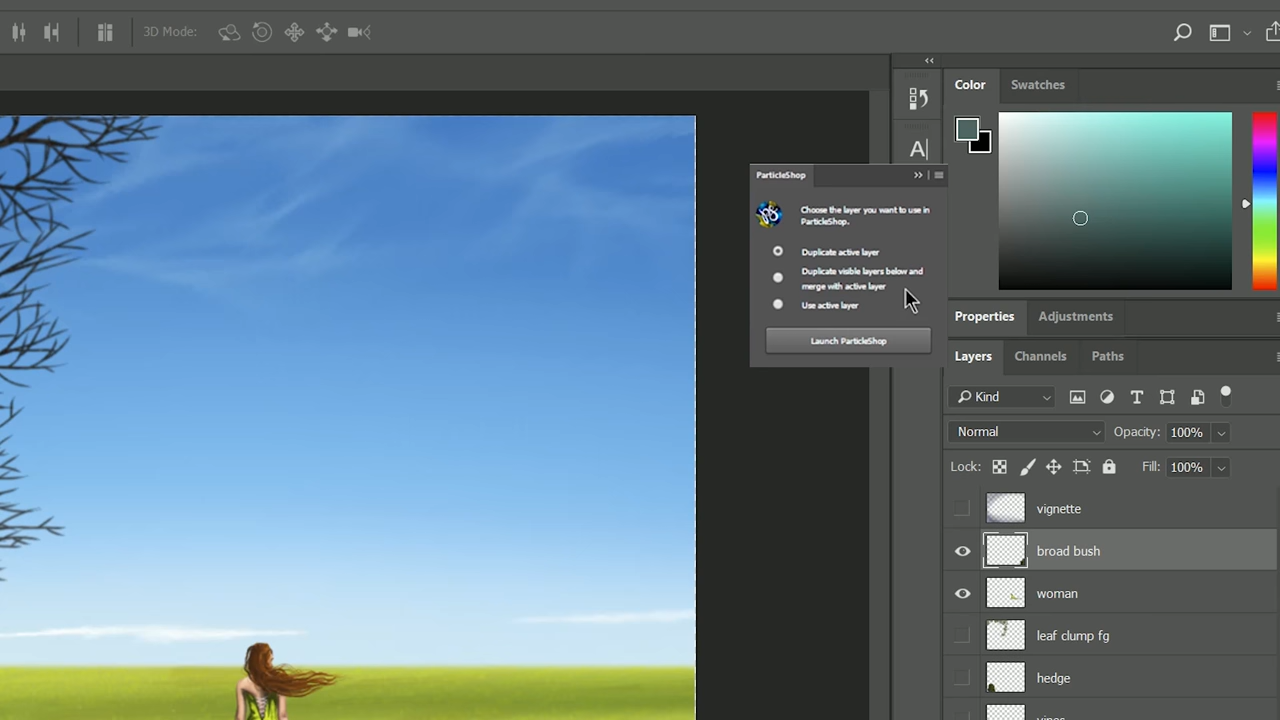 3D Mode:
Color
Swatches
A
ParticleShop
Choose the layer you want to use in
ParticleShop.
Duplicate active layer
Duplicate visible layers below and
merge with active layer
Use active layer
Launch ParticleShop
Properties
Adjustments
Layers
Channels
Paths
Kind
T
Normal
Opacity: 100%
Lock:
Fill: 100%
vignette
broad bush
woman
leaf clump fg
hedge
vines